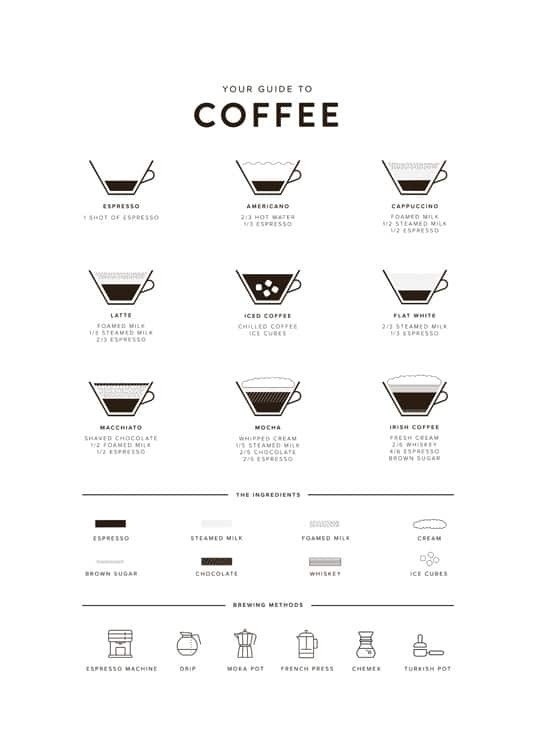 YOUR GUIDE TO
COFFEE
ESPRESSO
1 SHOT OF ESPRESSO
AMERICANO
2/3 HOT WATER
1/3 ESPRESSO
CAPPUCCINO
FOAMED MILK
1/2 STEAMED MILK
1/2 ESPRESSO
LATTE
FOAMED MILK
1/3 STEAMED MILK
2/3 ESPRESSO
ICED COFFEE
CHILLED COFFEE
ICE CUBES
FLAT WHITE
2/3 STEAMED MILK
1/3 ESPRESSO
MACCHIATO
SHAVED CHOCOLATE
1/2 FOAMED MILK
1/2 ESPRESSO
MOCHA
WHIPPED CREAM
1/5 STEAMED MILK
2/5 CHOCOLATE
2/5 ESPRESSO
IRISH COFFEE
FRESH CREAM
2/6 WHISKEY
4/6 ESPRESSO
BROWN SUGAR
THE INGREDIENTS
ESPRESSO
STEAMED MILK
FOAMED MILK
CREAM
BROWN SUGAR
CHOCOLATE
WHISKEY
ICE CUBES
BREWING METHODS
ESPRESSO MACHINE
DRIP
MOKA POT
FRENCH PRESS
CHEMEX
TURKISH POT